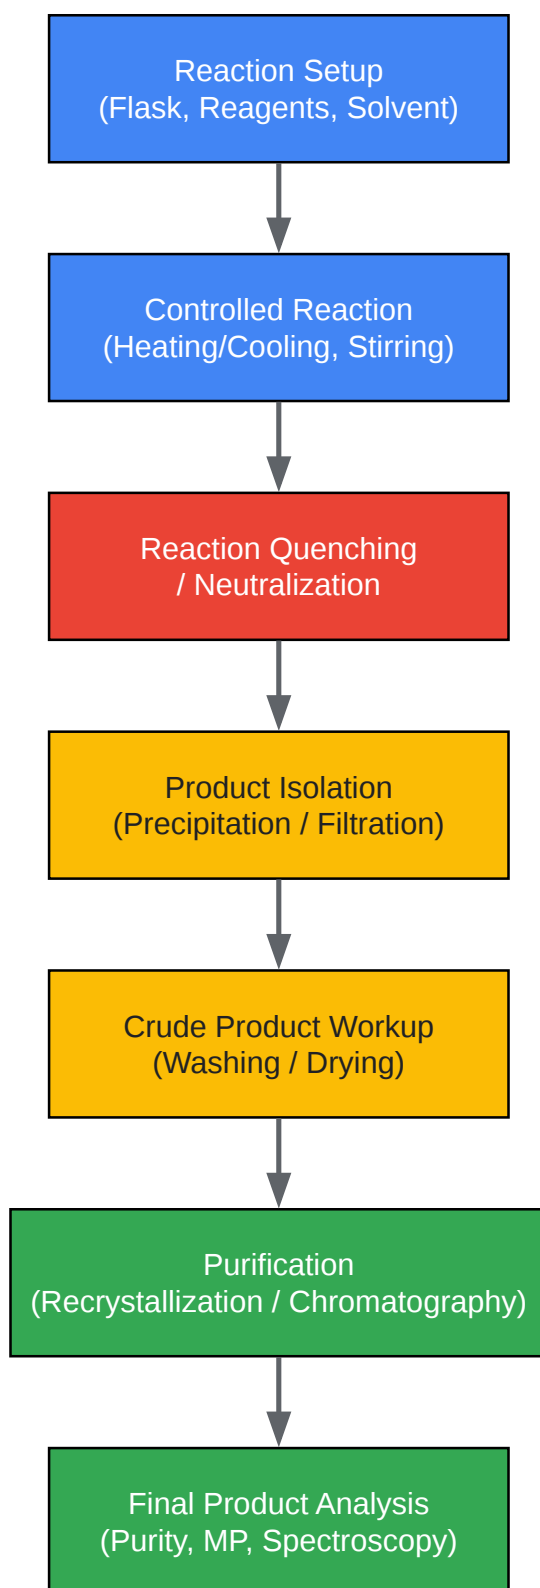 Reaction Setup
(Flask, Reagents, Solvent)
Controlled Reaction
(Heating/Cooling, Stirring)
Reaction Quenching
/ Neutralization
Product Isolation
(Precipitation / Filtration)
Crude Product Workup
(Washing / Drying)
Purification
(Recrystallization / Chromatography)
Final Product Analysis
(Purity, MP, Spectroscopy)